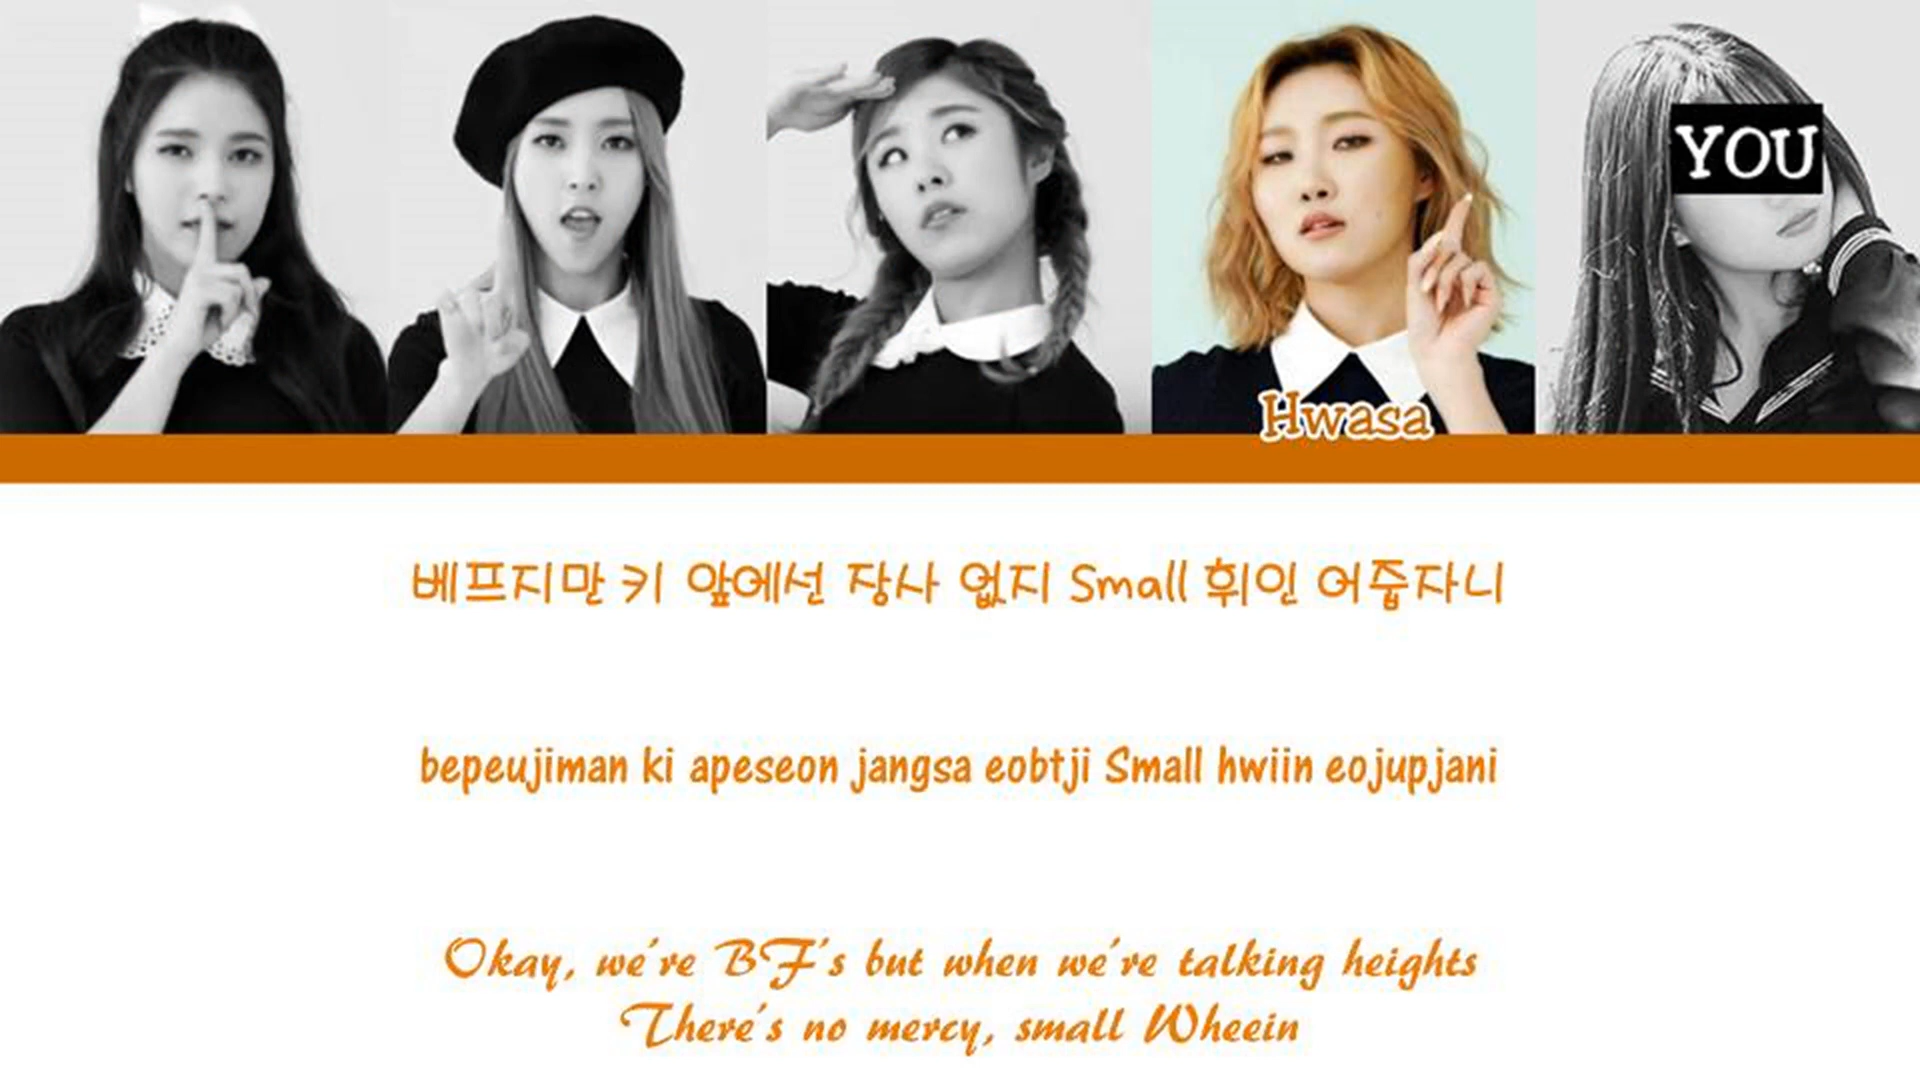 YOU
Hwasa
베프지만 키 앞에선 장사 없지 Small 휘인 어줍자니
bepeujiman ki apeseon jangsa eobtji Small hwiin eojupjani
Okay, we're BF's but when we're talking heights
There's no mercy, small Wheein